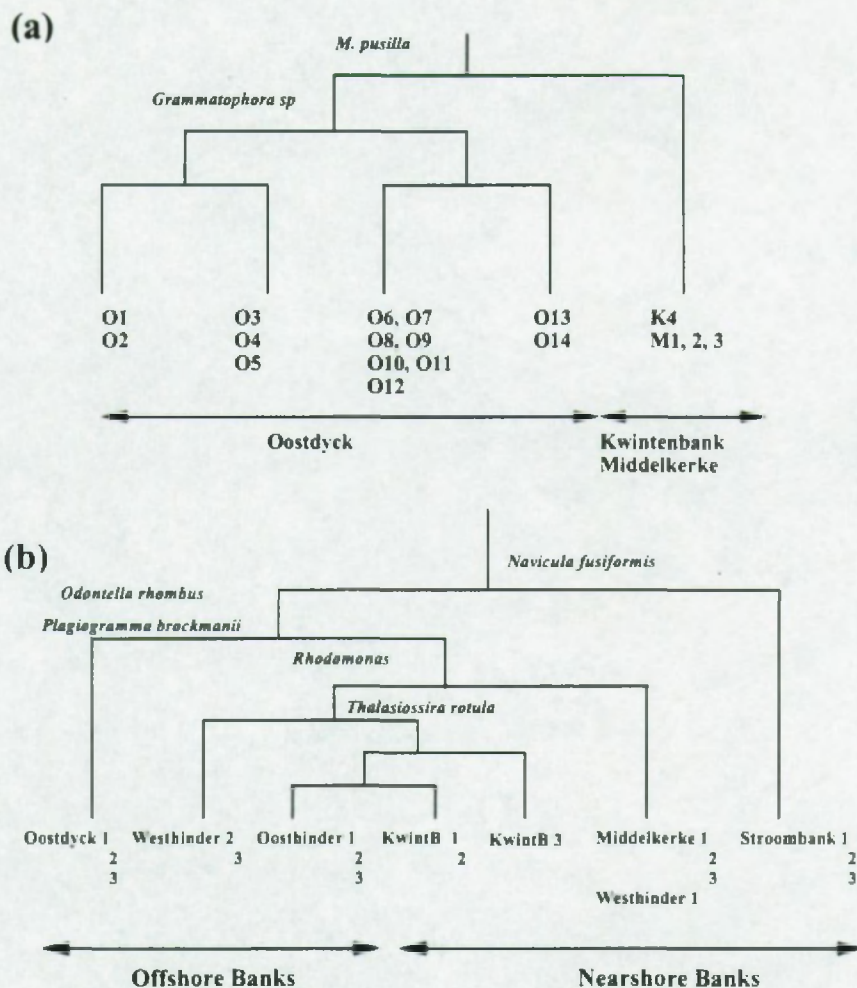 (a)
M. pusilla
Grammatophora sp
O1 O3 O6, O7 O13 K4
O2 O4 O8, O9 O14 M1, 2, 3
O5 O10, O11
O12
Oostdyck Kwintenbank
Middelkerke
(b)
Navicula fusiformis
Odontella rhombus
Plagiogramma brockmanii
Rhodomonas
Thalasiossira rotula
Oostdyck 1 Westhinder 2 Oosthinder 1 KwintB 1 KwintB 3 Middelkerke 1 Stroombank 1
2 3 2 2 2 2
3 3 3 3
Westhinder 1
Offshore Banks Nearshore Banks